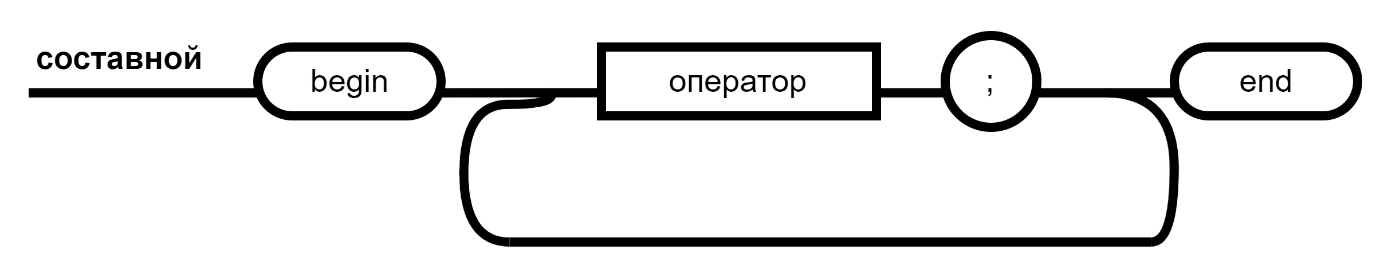 составной
begin
оператор
;
end